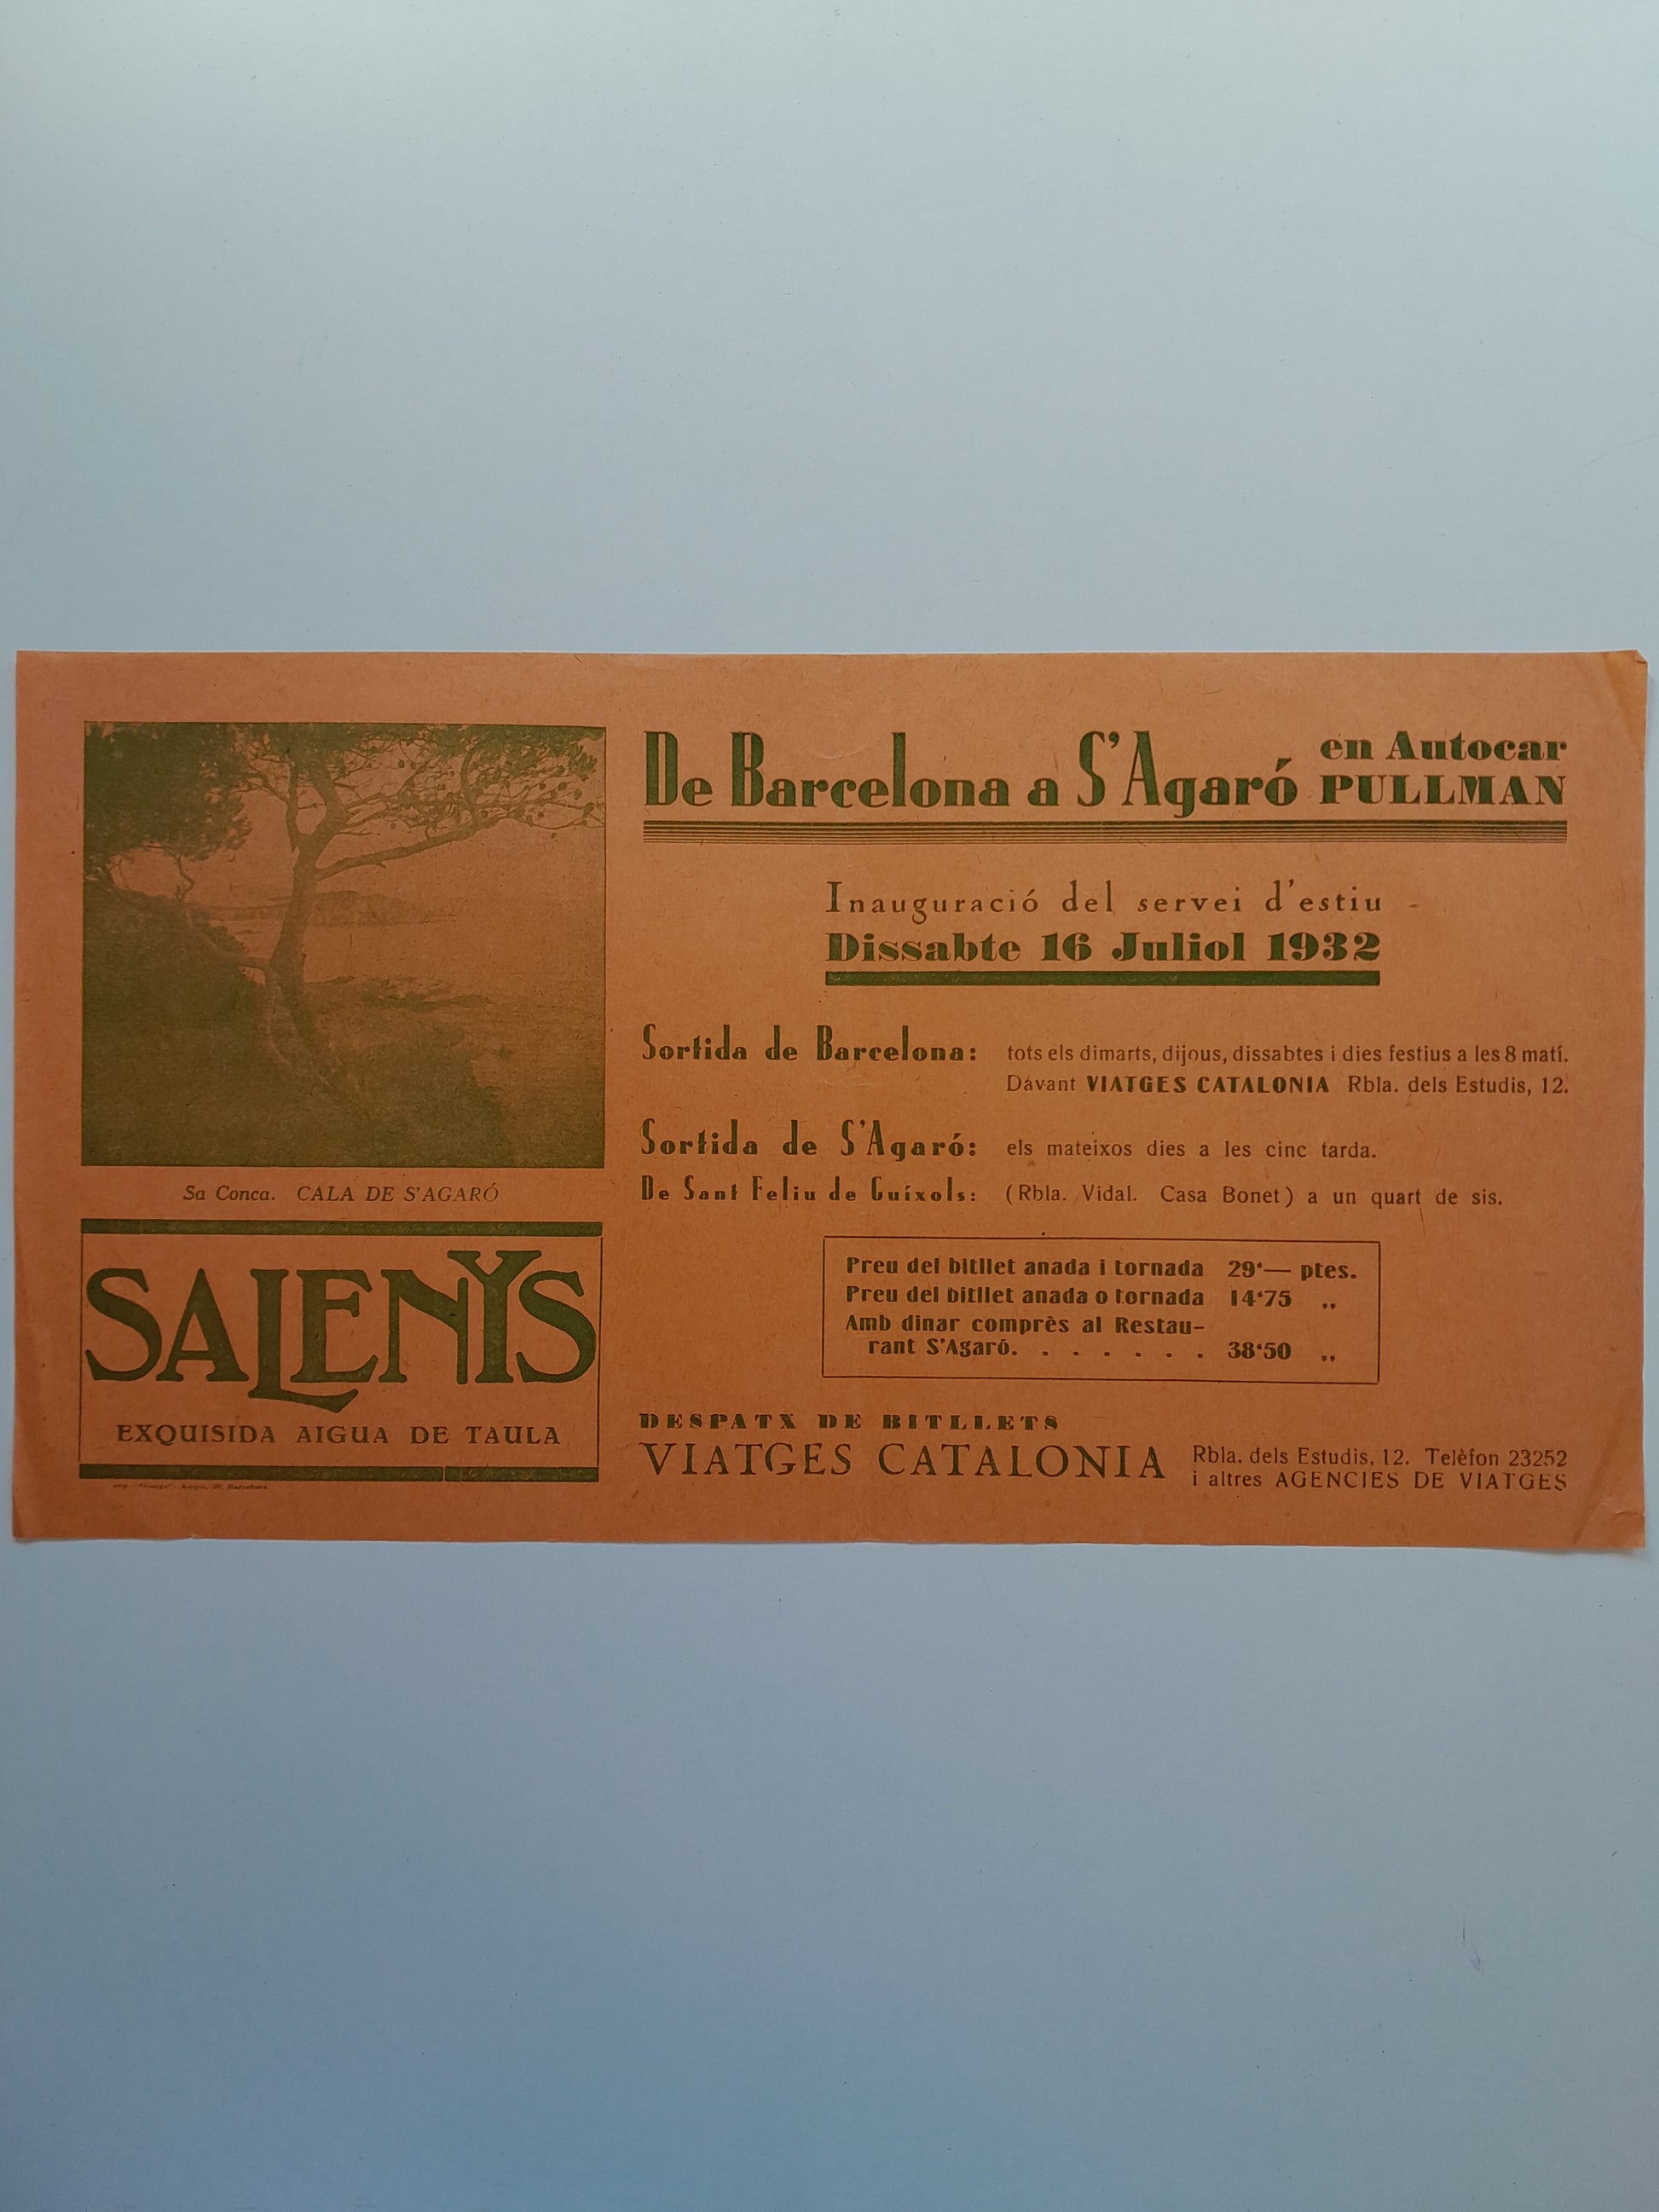 De Barcelona a S'Agaró en Autocar
PULLMAN
Inauguració del servei d'estiu
Dissabte 16 Juliol 1932
Sortida de Barcelona: tots els dimarts, dijous, dissabtes i dies festius a les 8 matí.
Davant VIATGES CATALONIA Rbla. dels Estudis, 12.
Sortida de S'Agaró: els mateixos dies a les cinc tarda.
De Sant Feliu de Guíxols: (Rbla. Vidal. Casa Bonet) a un quart de sis.
Preu del bitllet anada i tornada 29'— ptes.
Preu del bitllet anada o tornada 14'75 „
Amb dinar comprès al Restau-
rant S'Agaró. . . . . . . 38'50 „
DESPATX DE BITLLETS
VIATGES CATALONIA
Rbla. dels Estudis, 12. Telèfon 23252
i altres AGENCIES DE VIATGES
Sa Conca. CALA DE S'AGARÓ
SALENYS
EXQUISIDA AIGUA DE TAULA
Barcelona